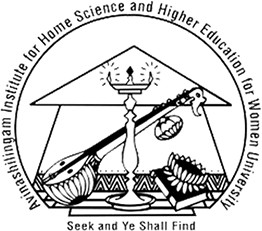 Avinashilingam Institute for Home Science and Higher Education for Women University
Seek and Ye Shall Find